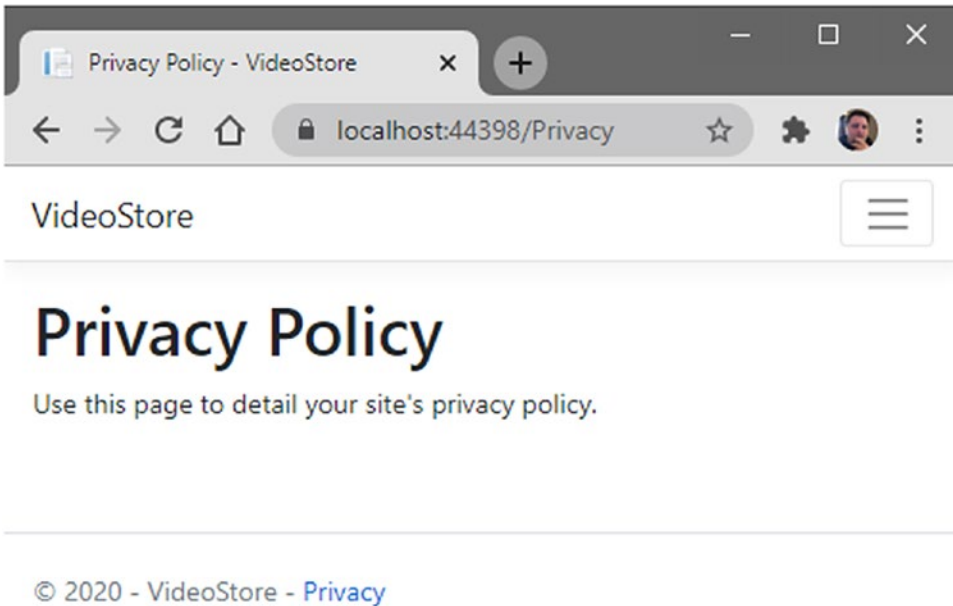 Privacy Policy - VideoStore
localhost:44398/Privacy
VideoStore
Privacy Policy
Use this page to detail your site's privacy policy.
© 2020 - VideoStore - Privacy